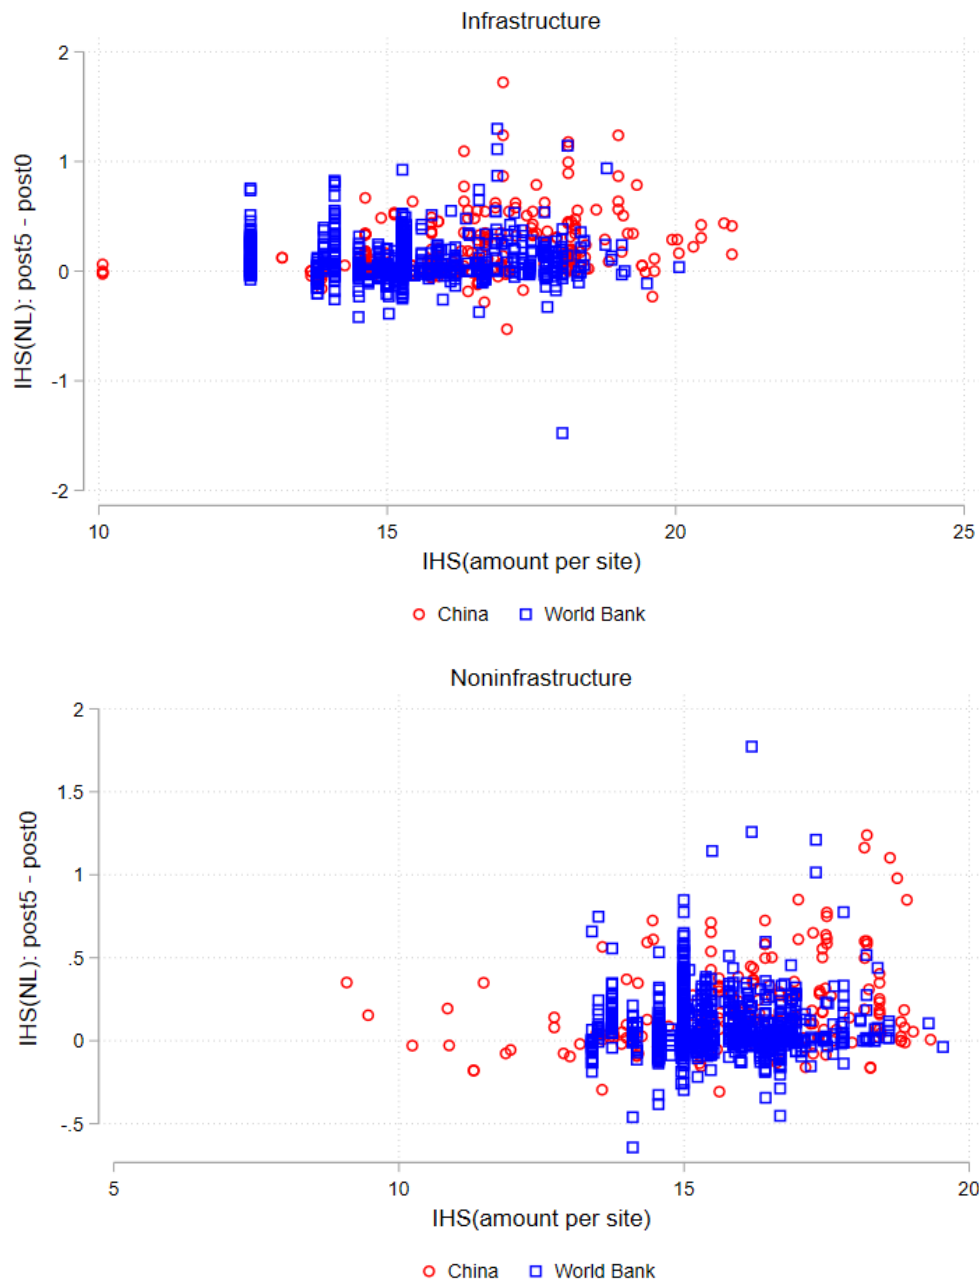 Infrastructure
2
1
0
-1
-2
IHS(NL): post5 - post0
10 15 20 25
IHS(amount per site)
China World Bank
Noninfrastructure
2
1.5
1
.5
0
-.5
IHS(NL): post5 - post0
5 10 15 20
IHS(amount per site)
China World Bank